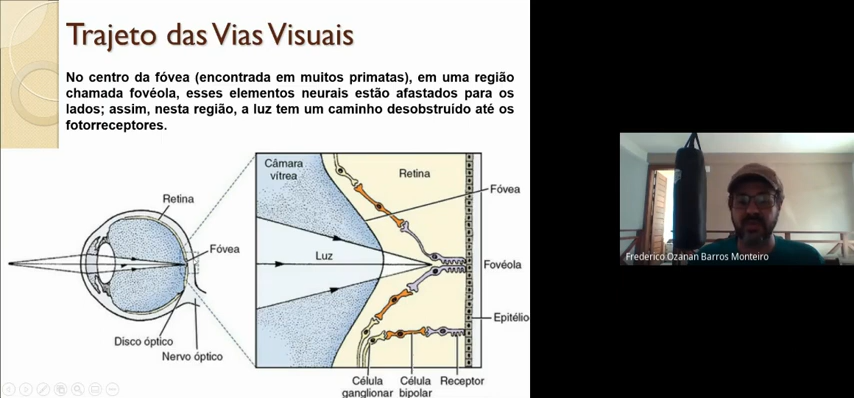 Trajeto das Vias Visuais
No centro da fóvea (encontrada em muitos primatas), em uma região
chamada fovéola, esses elementos neurais estão afastados para os
lados; assim, nesta região, a luz tem um caminho desobstruído até os
fotorreceptores.
Câmara
vítrea
Retina
Fóvea
Retina
Fóvea
Luz
Fovéola
Epitélio
Disco óptico
Nervo óptico
Célula
ganglionar
Célula
bipolar
Receptor
Frederico Ozanan Barros Monteiro